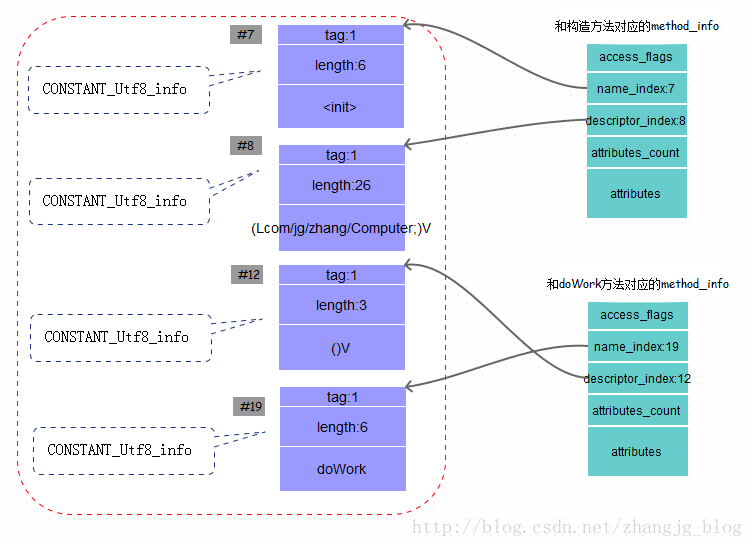 #7
tag:1
length:6
<init>
CONSTANT_Utf8_info
#8
tag:1
length:26
(Lcom/jg/zhang/Computer;)V
CONSTANT_Utf8_info
#12
tag:1
length:3
()V
CONSTANT_Utf8_info
#19
tag:1
length:6
doWork
CONSTANT_Utf8_info
和构造方法对应的method_info
access_flags
name_index:7
descriptor_index:8
attributes_count
attributes
和doWork方法对应的method_info
access_flags
name_index:19
descriptor_index:12
attributes_count
attributes
http://blog.csdn.net/zhangjg_blog